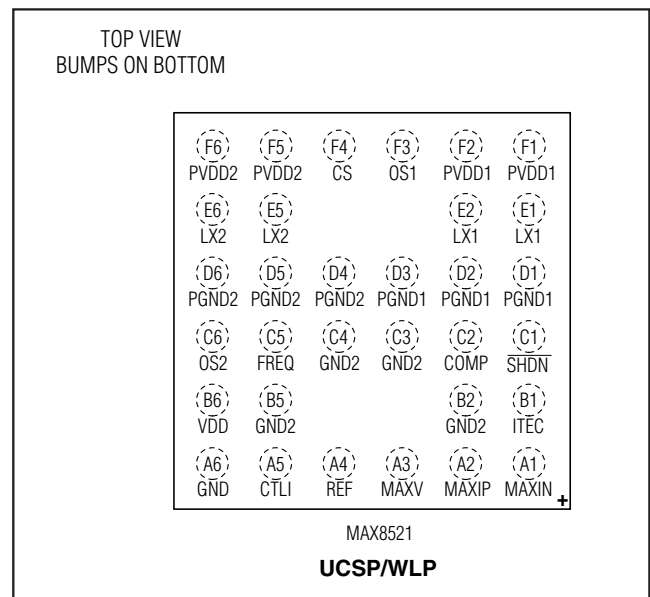 TOP VIEW
BUMPS ON BOTTOM
F6 F5 F4 F3 F2 F1
PVDD2 PVDD2 CS OS1 PVDD1 PVDD1
E6 E5 E2 E1
LX2 LX2 LX1 LX1
D6 D5 D4 D3 D2 D1
PGND2 PGND2 PGND2 PGND1 PGND1 PGND1
C6 C5 C4 C3 C2 C1
OS2 FREQ GND2 GND2 COMP SHDN
B6 B5 B2 B1
VDD GND2 GND2 ITEC
A6 A5 A4 A3 A2 A1
GND CTLI REF MAXV MAXIP MAXIN
+
MAX8521
UCSP/WLP